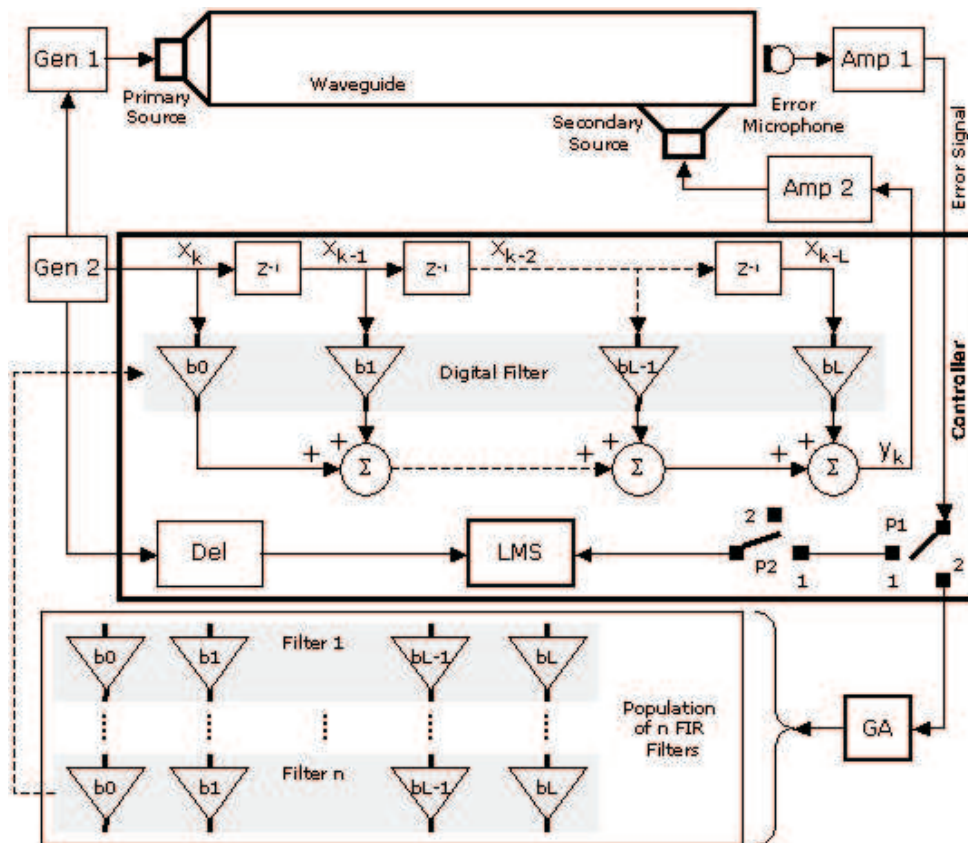 Gen 1
Primary
Source
Waveguide
Secondary
Source
Error
Microphone
Amp 1
Error Signal
Amp 2
Gen 2
Xk
Z⁻¹
Xk-1
Z⁻¹
Xk-2
Z⁻¹
Xk-L
b0
b1
Digital Filter
bL-1
bL
Controller
+
+
Σ
+
+
Σ
+
+
Σ
yk
Del
LMS
2
P2
1
P1
1
2
b0
b1
Filter 1
bL-1
bL
Population
of n FIR
Filters
GA
b0
b1
Filter n
bL-1
bL